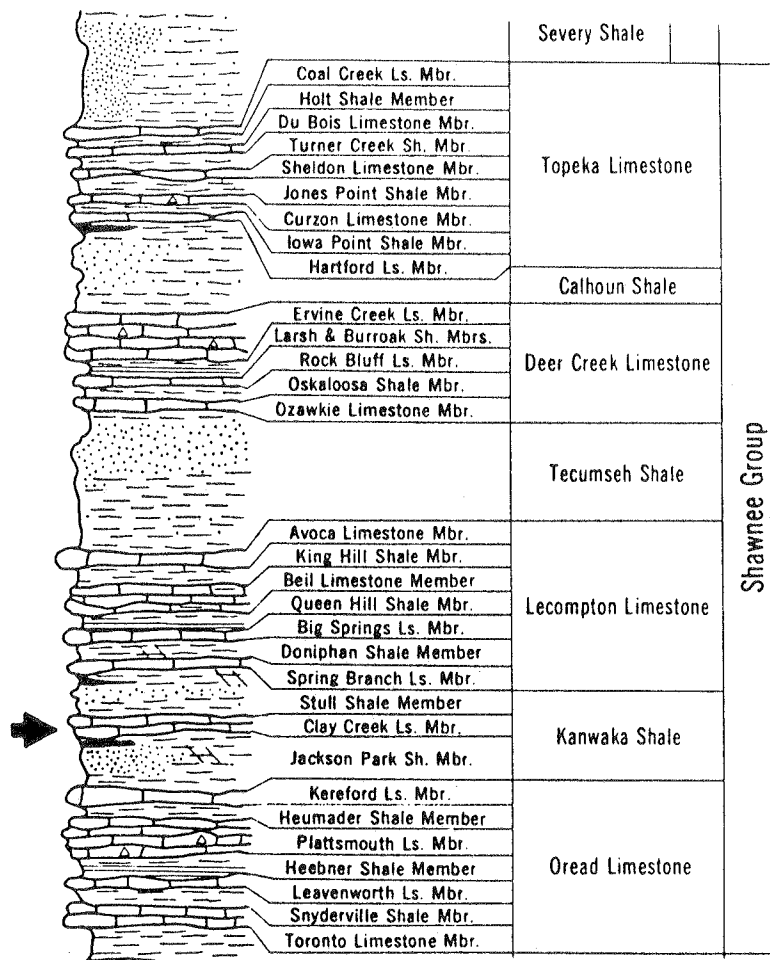 Severy Shale
Coal Creek Ls. Mbr.
Holt Shale Member
Du Bois Limestone Mbr.
Turner Creek Sh. Mbr.
Sheldon Limestone Mbr.
Jones Point Shale Mbr.
Curzon Limestone Mbr.
Iowa Point Shale Mbr.
Hartford Ls. Mbr.
Topeka Limestone
Calhoun Shale
Ervine Creek Ls. Mbr.
Larsh & Burroak Sh. Mbrs.
Rock Bluff Ls. Mbr.
Oskaloosa Shale Mbr.
Ozawkie Limestone Mbr.
Deer Creek Limestone
Tecumseh Shale
Avoca Limestone Mbr.
King Hill Shale Mbr.
Beil Limestone Member
Queen Hill Shale Mbr.
Big Springs Ls. Mbr.
Doniphan Shale Member
Spring Branch Ls. Mbr.
Lecompton Limestone
Stull Shale Member
Clay Creek Ls. Mbr.
Jackson Park Sh. Mbr.
Kanwaka Shale
Kereford Ls. Mbr.
Heumader Shale Member
Plattsmouth Ls. Mbr.
Heebner Shale Member
Leavenworth Ls. Mbr.
Snyderville Shale Mbr.
Toronto Limestone Mbr.
Oread Limestone
Shawnee Group